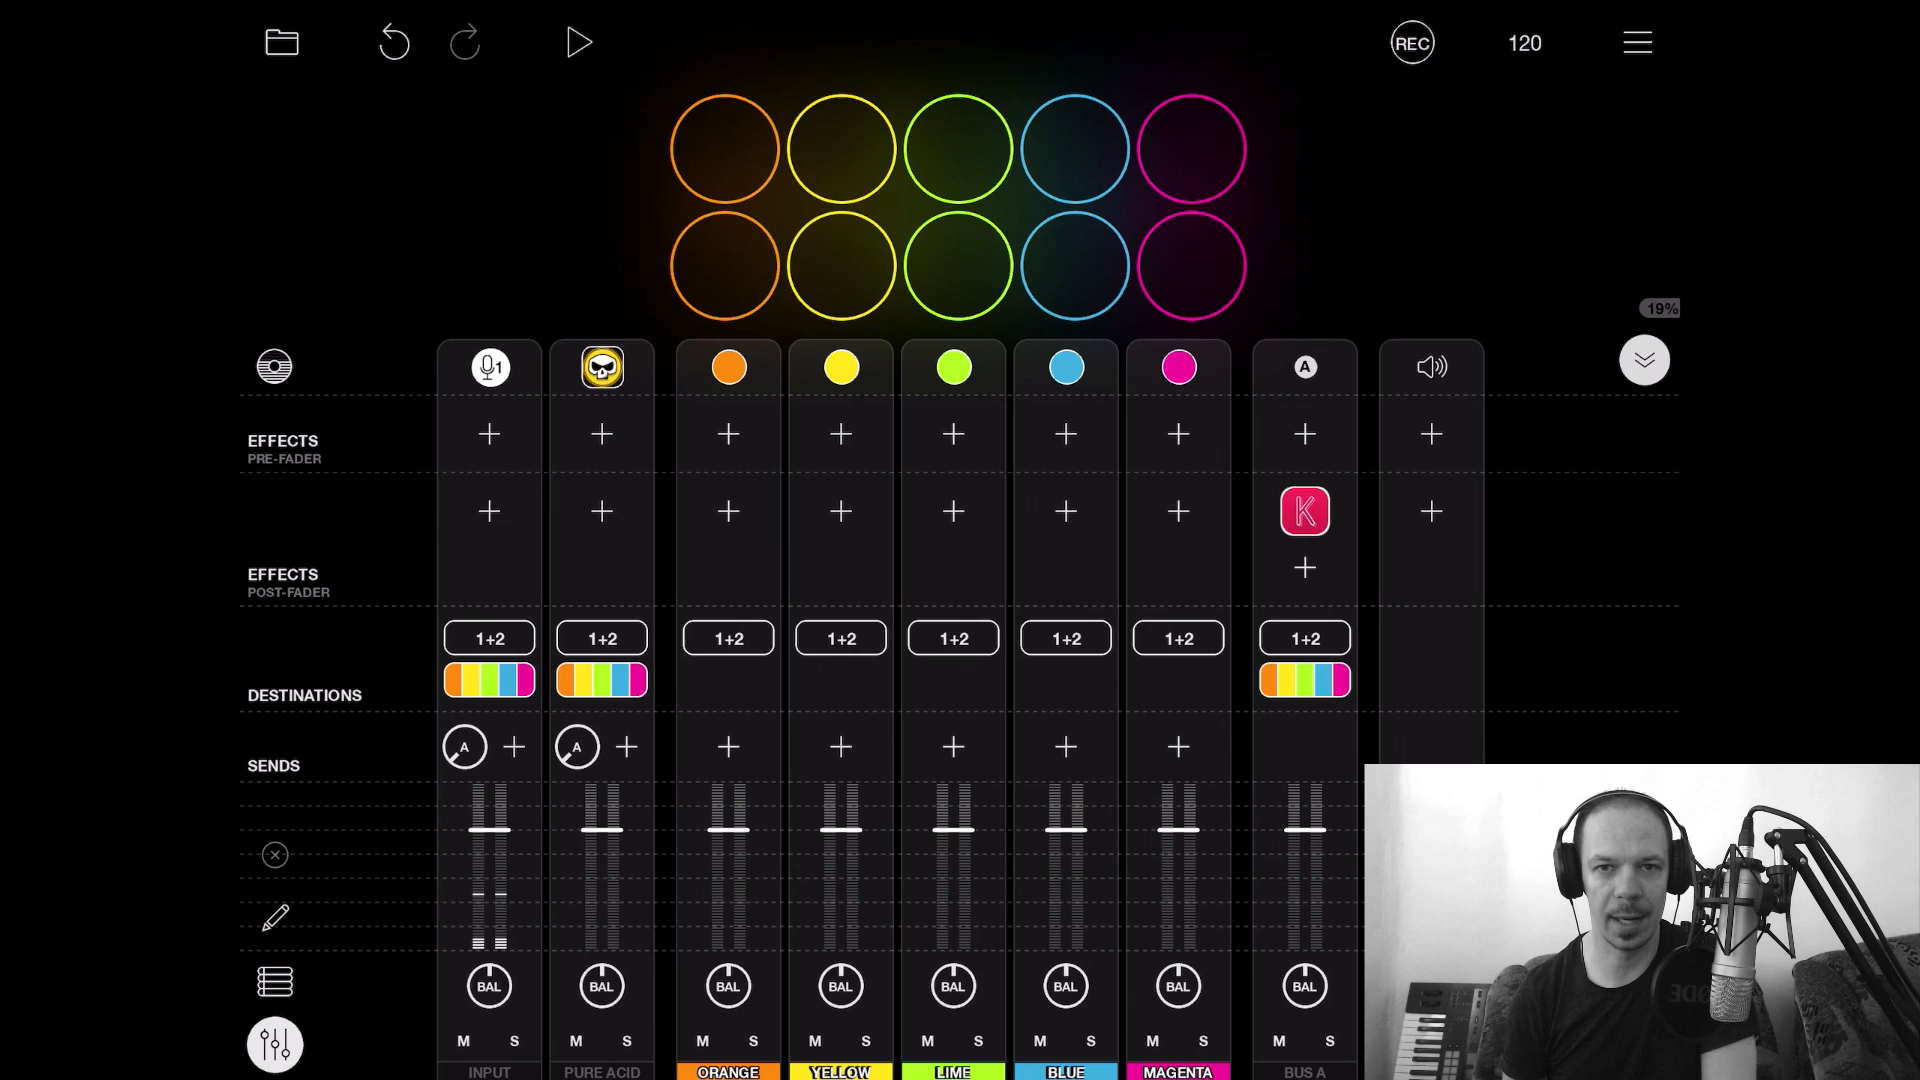 REC
120
19%
1
A
EFFECTS
PRE-FADER
K
EFFECTS
POST-FADER
1+2 1+2 1+2 1+2 1+2 1+2 1+2 1+2
DESTINATIONS
A A
SENDS
BAL BAL BAL BAL BAL BAL BAL BAL
M S M S M S M S M S M S M S M S
INPUT PURE ACID ORANGE YELLOW LIME BLUE MAGENTA BUS A